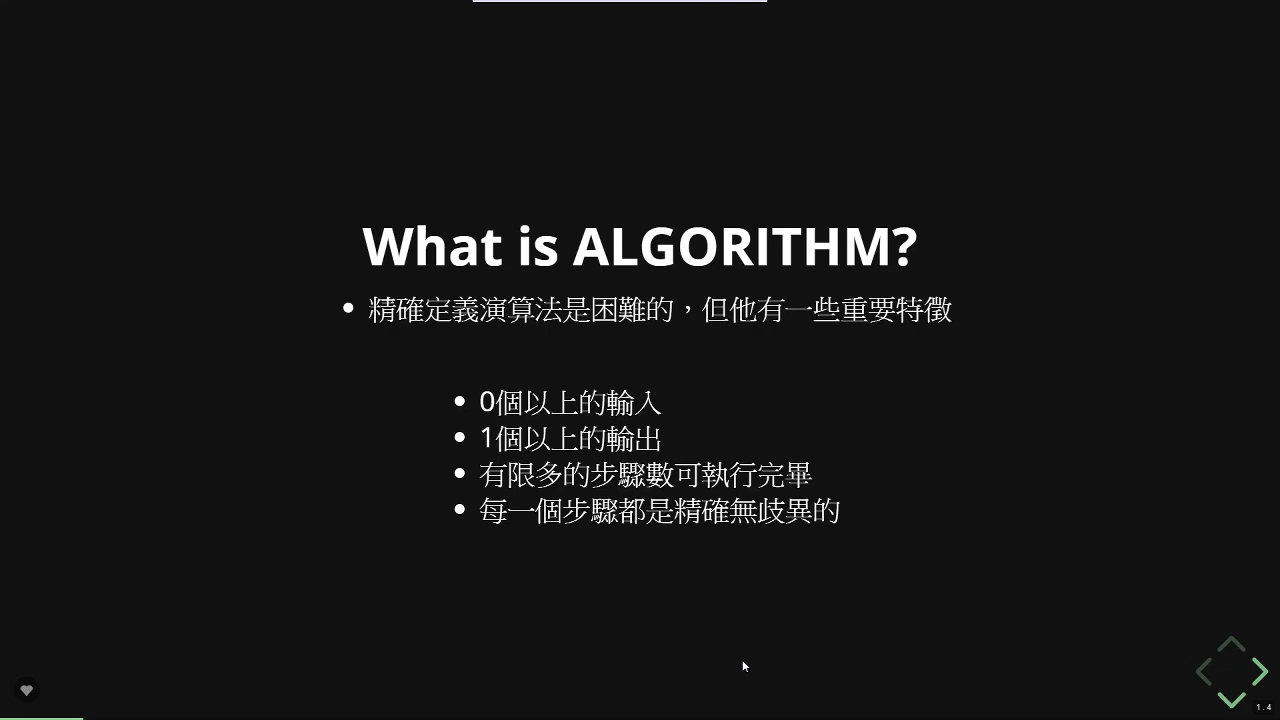 What is ALGORITHM?
精確定義演算法是困難的，但他有一些重要特徵
0個以上的輸入
1個以上的輸出
有限多的步驟數可執行完畢
每一個步驟都是精確無歧異的
1.4